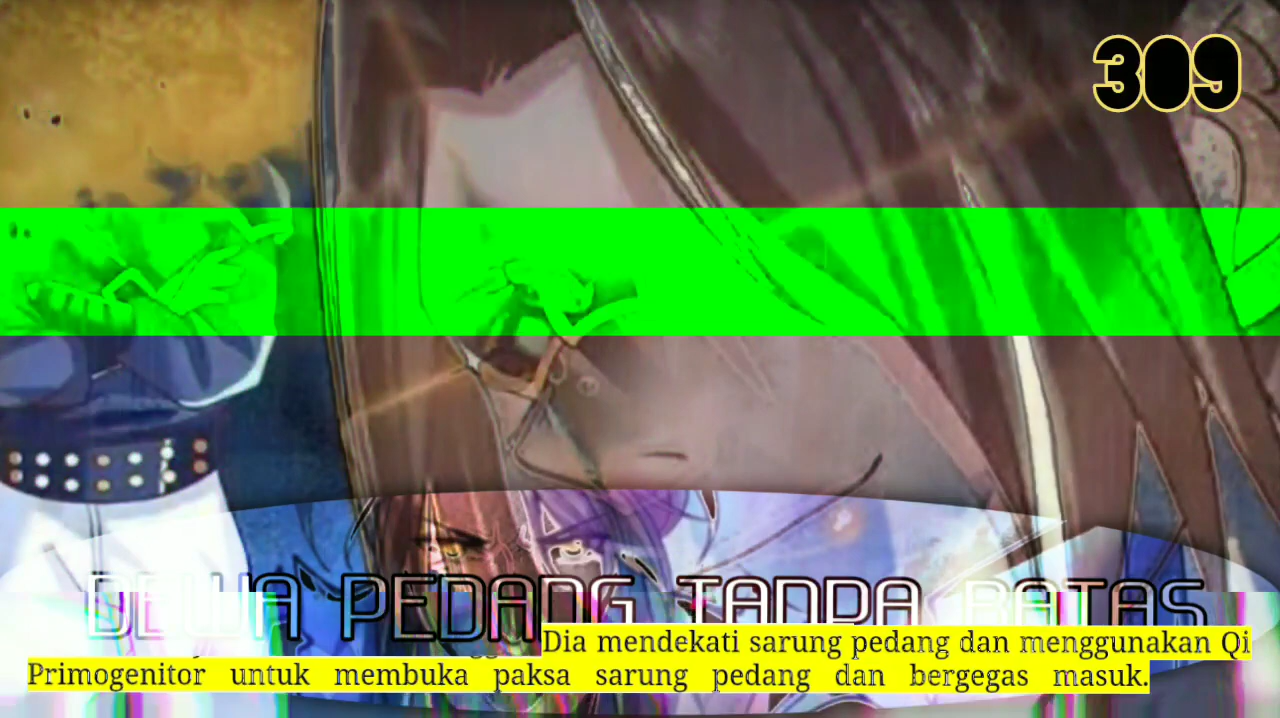 309
DEWA PEDANG TANPA BATAS
Dia mendekati sarung pedang dan menggunakan Qi
Primogenitor untuk membuka paksa sarung pedang dan bergegas masuk.